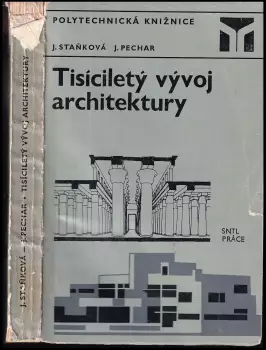 POLYTECHNICKÁ KNIŽNICE
J. STAŇKOVÁ J. PECHAR
Tisíciletý vývoj
architektury
SNTL
PRÁCE
J. STAŇKOVÁ – J. PECHAR • TISÍCILETÝ VÝVOJ ARCHITEKTURY